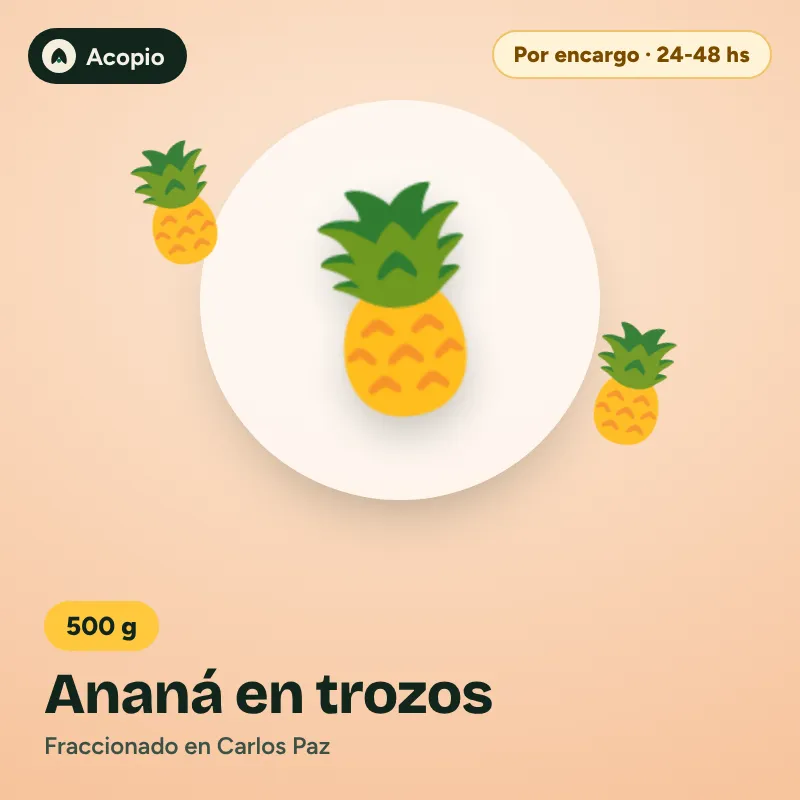 Acopio
Por encargo · 24-48 hs
500 g
Ananá en trozos
Fraccionado en Carlos Paz